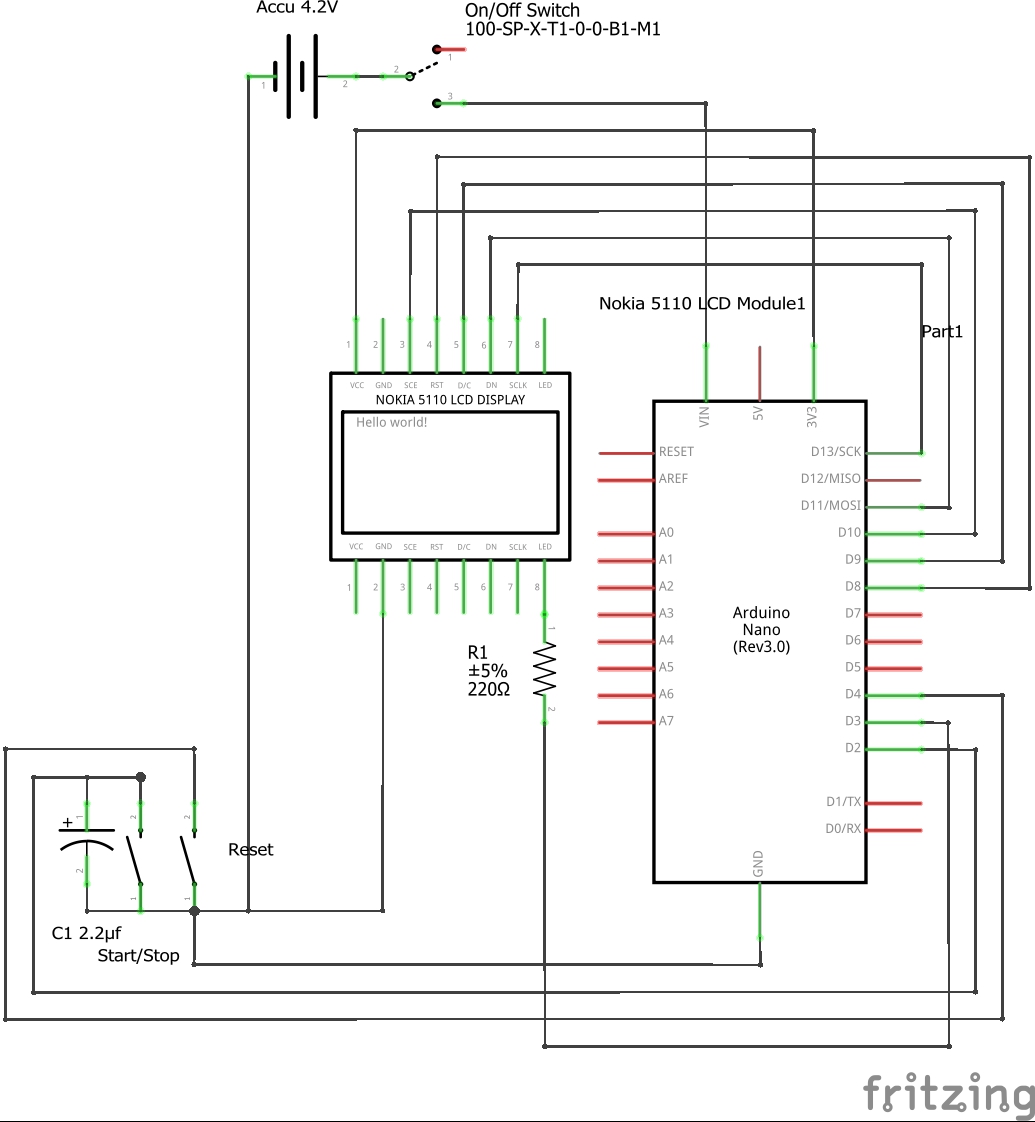 Accu 4.2V
On/Off Switch
100-SP-X-T1-0-0-B1-M1
1
2
2
1
3
Nokia 5110 LCD Module1
Part1
1 2 3 4 5 6 7 8
VCC GND SCE RST D/C DN SCLK LED
NOKIA 5110 LCD DISPLAY
Hello world!
VCC GND SCE RST D/C DN SCLK LED
1 2 3 4 5 6 7 8
VIN
5V
3V3
RESET
AREF
A0
A1
A2
A3
A4
A5
A6
A7
D13/SCK
D12/MISO
D11/MOSI
D10
D9
D8
D7
D6
D5
D4
D3
D2
D1/TX
D0/RX
GND
Arduino
Nano
(Rev3.0)
R1
±5%
220Ω
1
2
+
1
2
2
1
2
1
Reset
C1 2.2µf
Start/Stop
fritzing